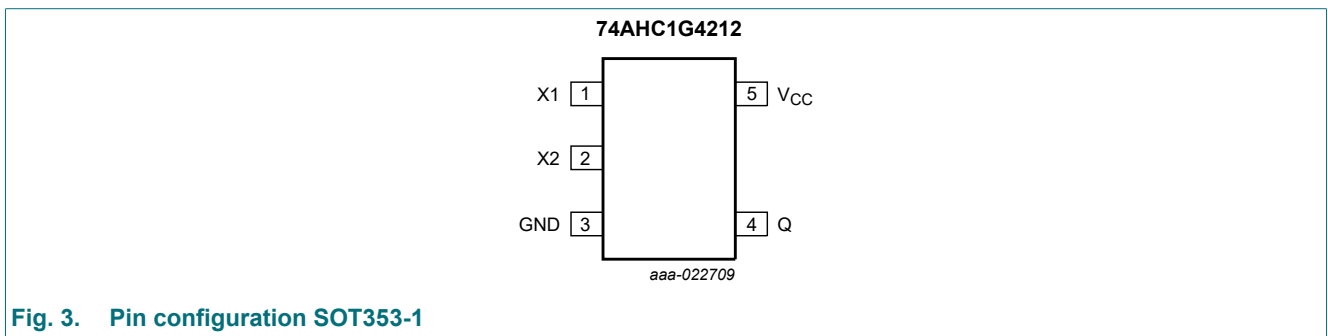 74AHC1G4212
X1 1 5 VCC
X2 2
GND 3 4 Q
aaa-022709
Fig. 3. Pin configuration SOT353-1